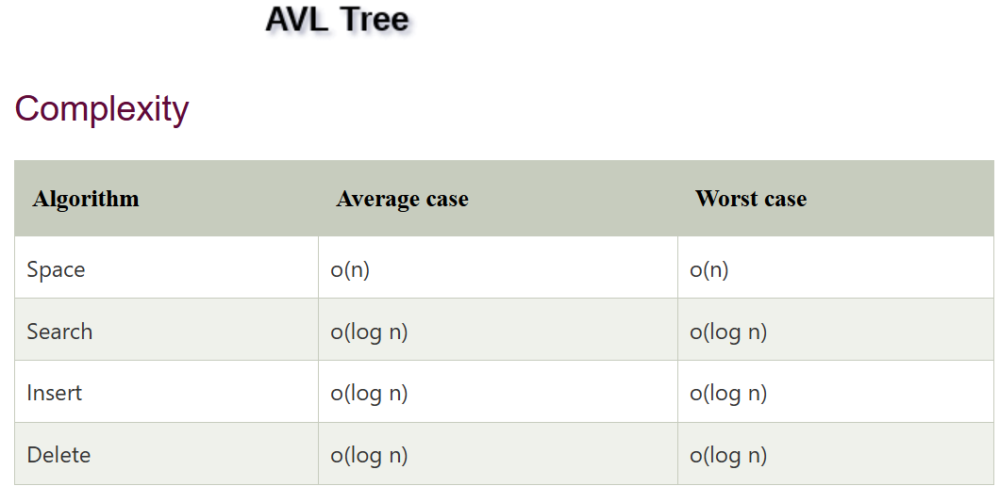 AVL Tree
Complexity
Algorithm Average case Worst case
Space o(n) o(n)
Search o(log n) o(log n)
Insert o(log n) o(log n)
Delete o(log n) o(log n)